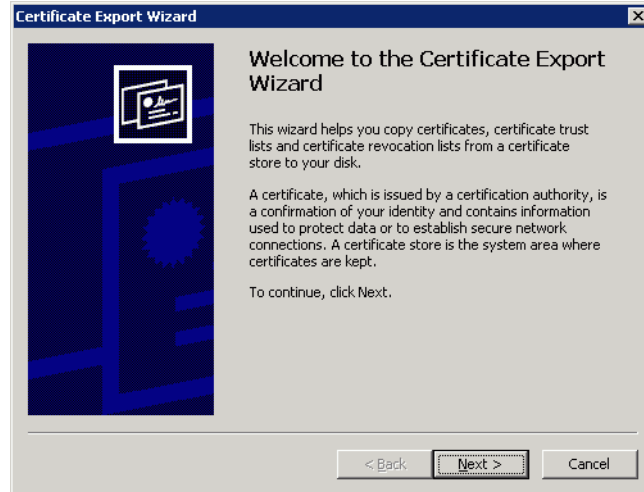 Certificate Export Wizard
Welcome to the Certificate Export
Wizard
This wizard helps you copy certificates, certificate trust
lists and certificate revocation lists from a certificate
store to your disk.
A certificate, which is issued by a certification authority, is
a confirmation of your identity and contains information
used to protect data or to establish secure network
connections. A certificate store is the system area where
certificates are kept.
To continue, click Next.
< Back Next > Cancel